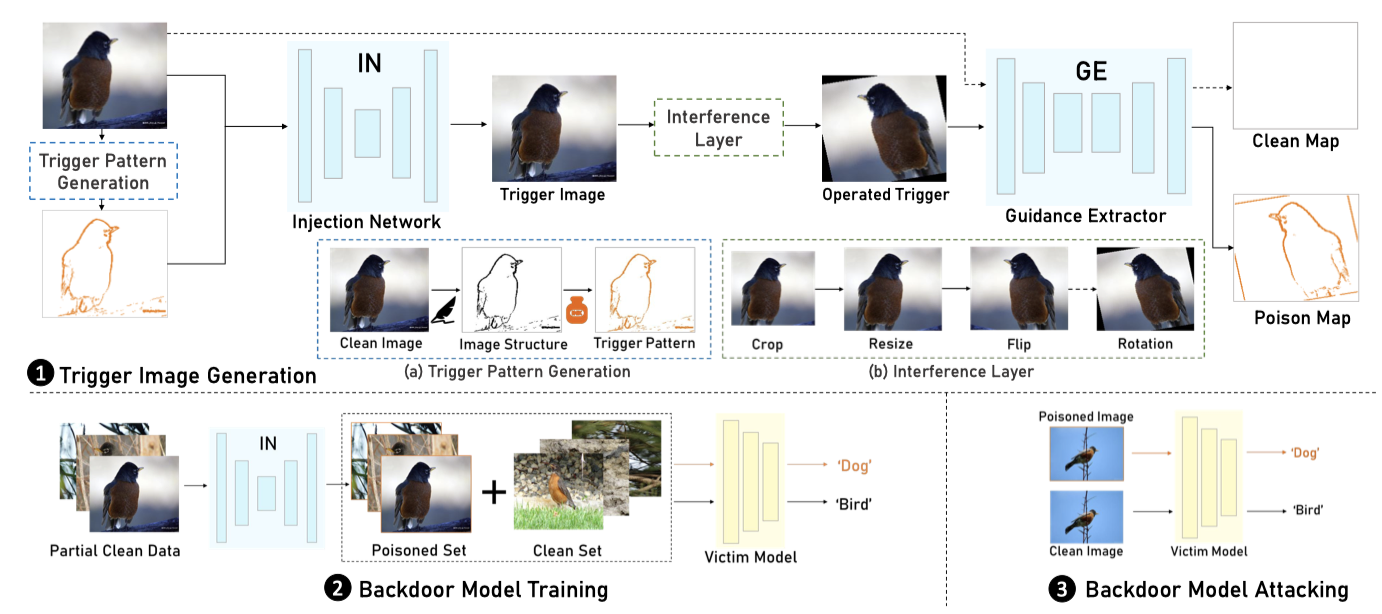 IN
GE
Trigger Pattern
Generation
Interference
Layer
Clean Map
Trigger Image
Operated Trigger
Injection Network
Guidance Extractor
Poison Map
Clean Image
Image Structure
Trigger Pattern
Crop
Resize
Flip
Rotation
(a) Trigger Pattern Generation
(b) Interference Layer
1 Trigger Image Generation
IN
'Dog'
'Bird'
Partial Clean Data
Poisoned Set
+
Clean Set
Victim Model
2 Backdoor Model Training
Poisoned Image
'Dog'
'Bird'
Clean Image
Victim Model
3 Backdoor Model Attacking